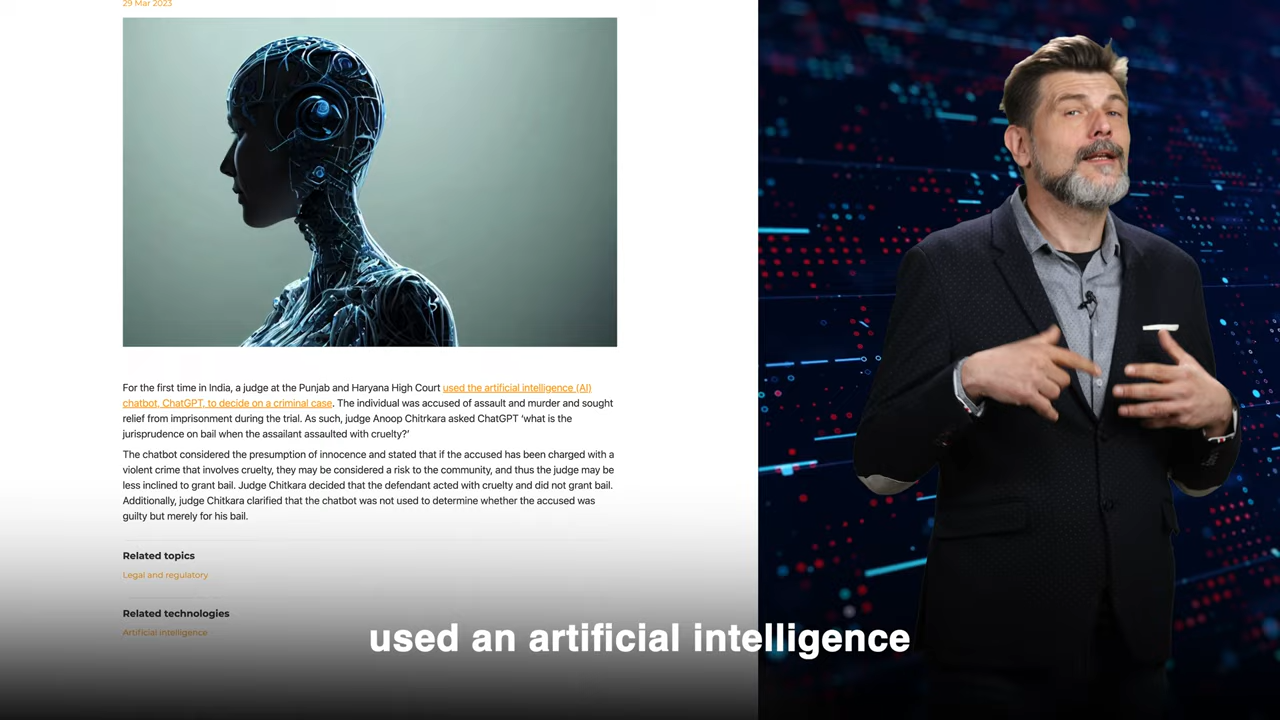 29 Mar 2023
For the first time in India, a judge at the Punjab and Haryana High Court used the artificial intelligence (AI)
chatbot, ChatGPT, to decide on a criminal case. The individual was accused of assault and murder and sought
relief from imprisonment during the trial. As such, judge Anoop Chitrkara asked ChatGPT ‘what is the
jurisprudence on bail when the assailant assaulted with cruelty?’
The chatbot considered the presumption of innocence and stated that if the accused has been charged with a
violent crime that involves cruelty, they may be considered a risk to the community, and thus the judge may be
less inclined to grant bail. Judge Chitkara decided that the defendant acted with cruelty and did not grant bail.
Additionally, judge Chitkara clarified that the chatbot was not used to determine whether the accused was
guilty but merely for his bail.
Related topics
Legal and regulatory
Related technologies
Artificial intelligence
used an artificial intelligence